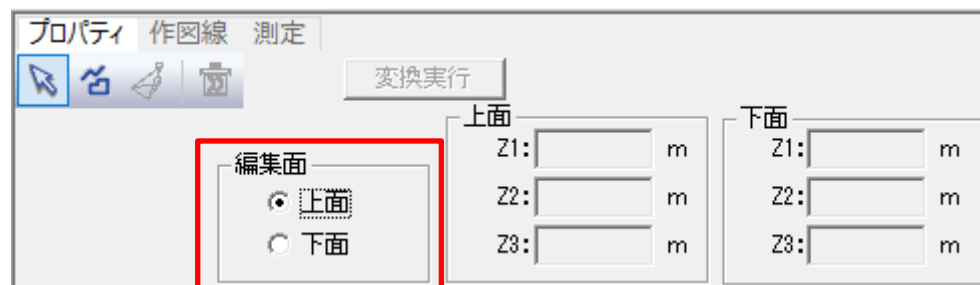 プロパティ 作図線 測定
変換実行
編集面
上面
下面
上面
Z1: m
Z2: m
Z3: m
下面
Z1: m
Z2: m
Z3: m